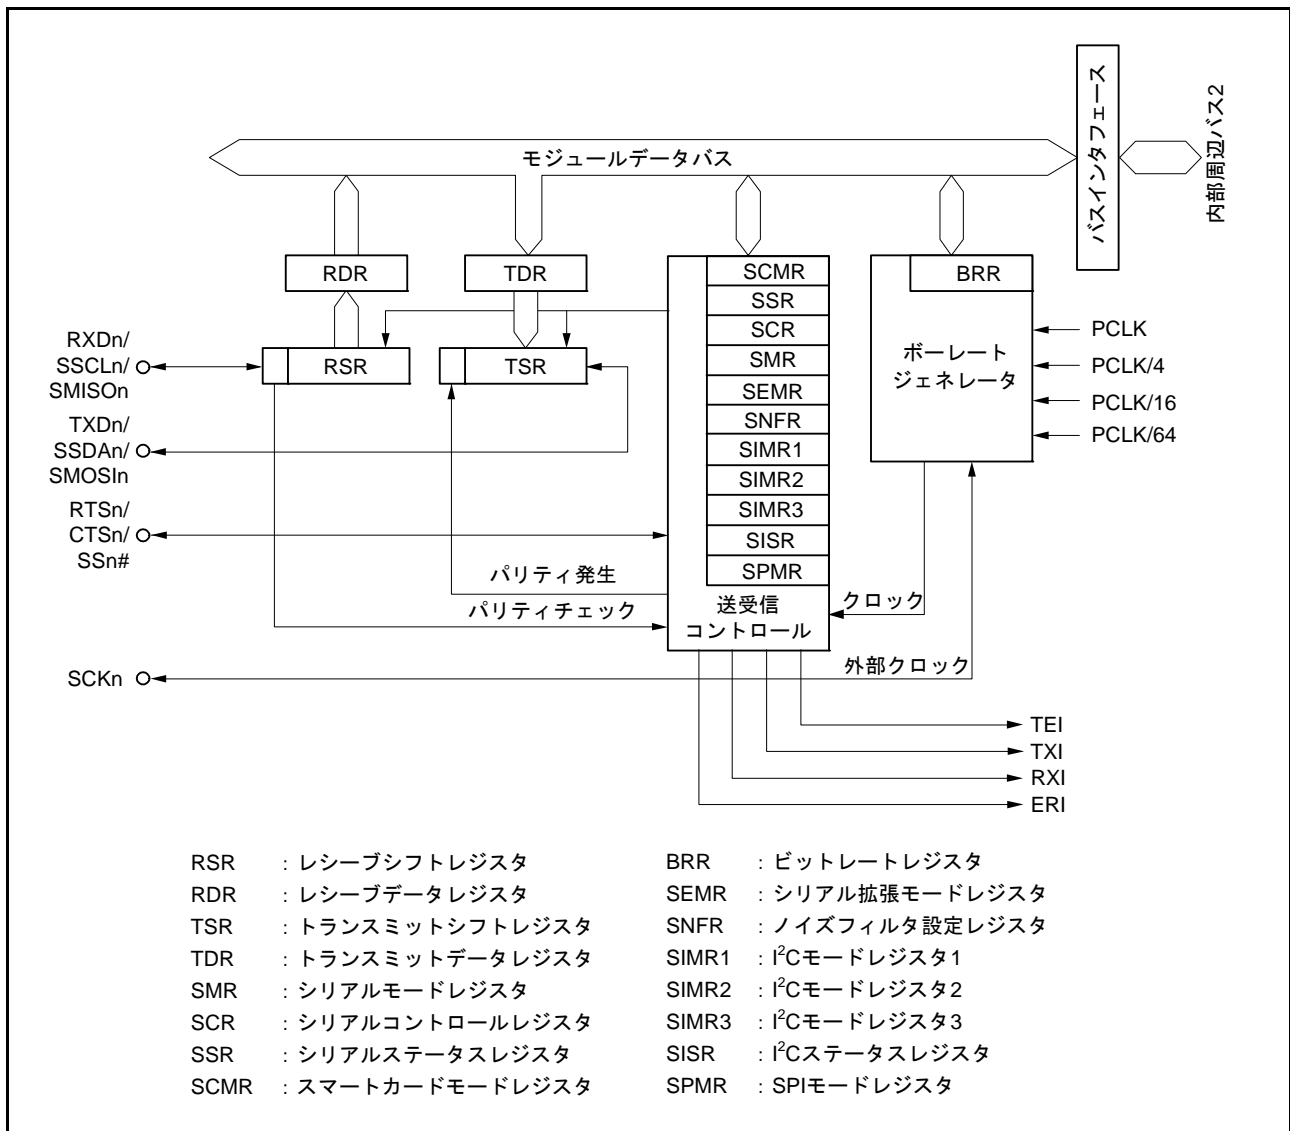 内部周辺バス2
バスインタフェース
モジュールデータバス
RDR
TDR
SCMR
BRR
SSR
SCR
SMR
SEMR
SNFR
SIMR1
SIMR2
SIMR3
SISR
SPMR
送受信
コントロール
ボーレート
ジェネレータ
PCLK
PCLK/4
PCLK/16
PCLK/64
RSR
TSR
RXDn/
SSCLn/
SMISOn
TXDn/
SSDAn/
SMOSIn
RTSn/
CTSn/
SSn#
パリティ発生
パリティチェック
クロック
外部クロック
SCKn
TEI
TXI
RXI
ERI
RSR : レシーブシフトレジスタ
RDR : レシーブデータレジスタ
TSR : トランスミットシフトレジスタ
TDR : トランスミットデータレジスタ
SMR : シリアルモードレジスタ
SCR : シリアルコントロールレジスタ
SSR : シリアルステータスレジスタ
SCMR : スマートカードモードレジスタ
BRR : ビットレートレジスタ
SEMR : シリアル拡張モードレジスタ
SNFR : ノイズフィルタ設定レジスタ
SIMR1 : I²Cモードレジスタ1
SIMR2 : I²Cモードレジスタ2
SIMR3 : I²Cモードレジスタ3
SISR : I²Cステータスレジスタ
SPMR : SPIモードレジスタ